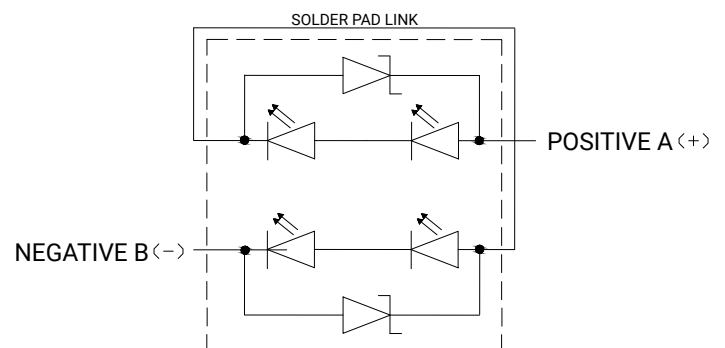 SOLDER PAD LINK
POSITIVE A (+)
NEGATIVE B (-)